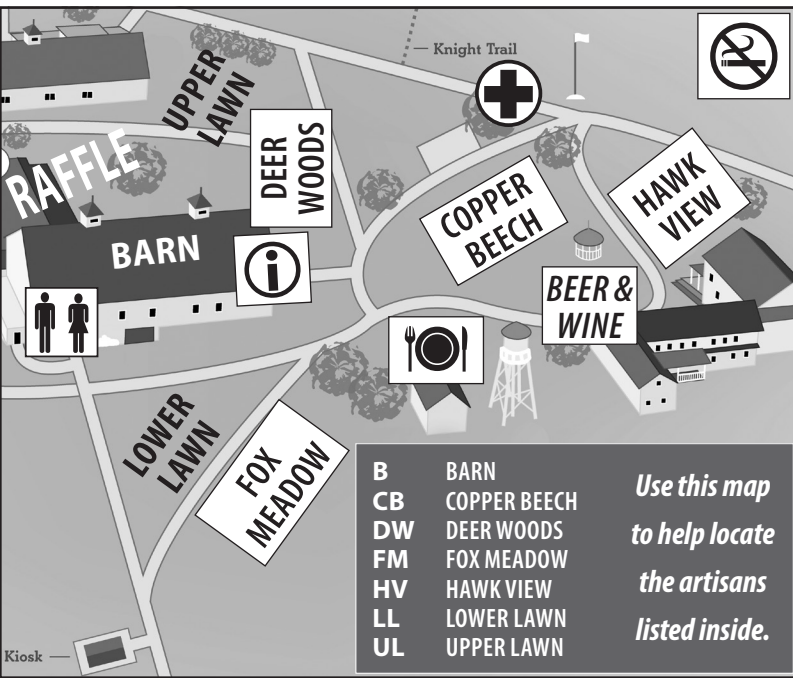 Knight Trail
UPPER
LAWN
RAFFLE
DEER
WOODS
COPPER
BEECH
HAWK
VIEW
BARN
i
BEER &
WINE
LOWER
LAWN
FOX
MEADOW
B BARN
CB COPPER BEECH
DW DEER WOODS
FM FOX MEADOW
HV HAWK VIEW
LL LOWER LAWN
UL UPPER LAWN
Use this map
to help locate
the artisans
listed inside.
Kiosk